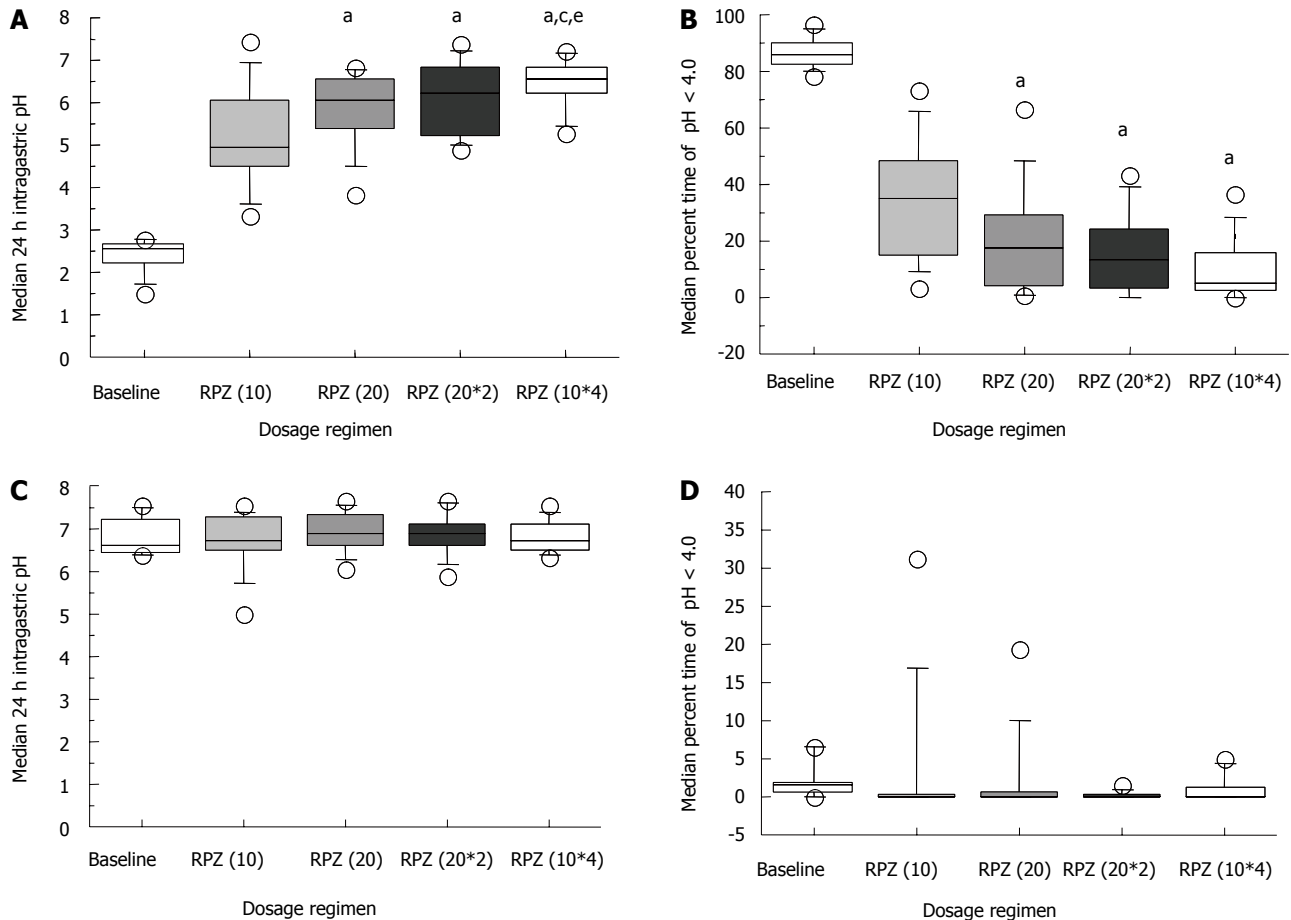 A
Median 24 h intragastric pH
8
7
6
5
4
3
2
1
0
a
a
a,c,e
Baseline
RPZ (10)
RPZ (20)
RPZ (20*2)
RPZ (10*4)
Dosage regimen
B
Median percent time of pH < 4.0
100
80
60
40
20
0
-20
a
a
a
Baseline
RPZ (10)
RPZ (20)
RPZ (20*2)
RPZ (10*4)
Dosage regimen
C
Median 24 h intragastric pH
8
7
6
5
4
3
2
1
0
Baseline
RPZ (10)
RPZ (20)
RPZ (20*2)
RPZ (10*4)
Dosage regimen
D
Median percent time of pH < 4.0
40
35
30
25
20
15
10
5
0
-5
Baseline
RPZ (10)
RPZ (20)
RPZ (20*2)
RPZ (10*4)
Dosage regimen